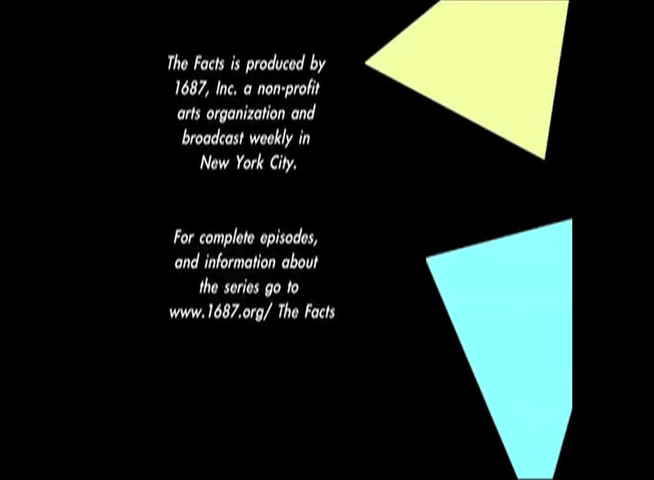 The Facts is produced by
1687, Inc. a non-profit
arts organization and
broadcast weekly in
New York City.
For complete episodes,
and information about
the series go to
www.1687.org/ The Facts